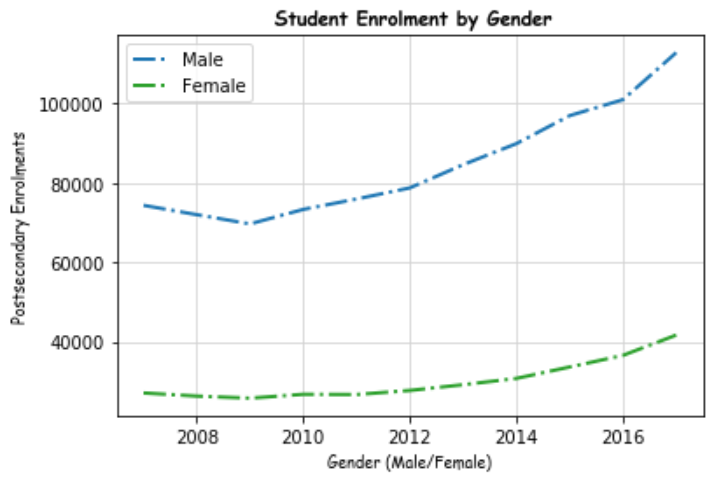 Student Enrolment by Gender
Male
Female
100000
80000
60000
40000
Postsecondary Enrolments
2008 2010 2012 2014 2016
Gender (Male/Female)